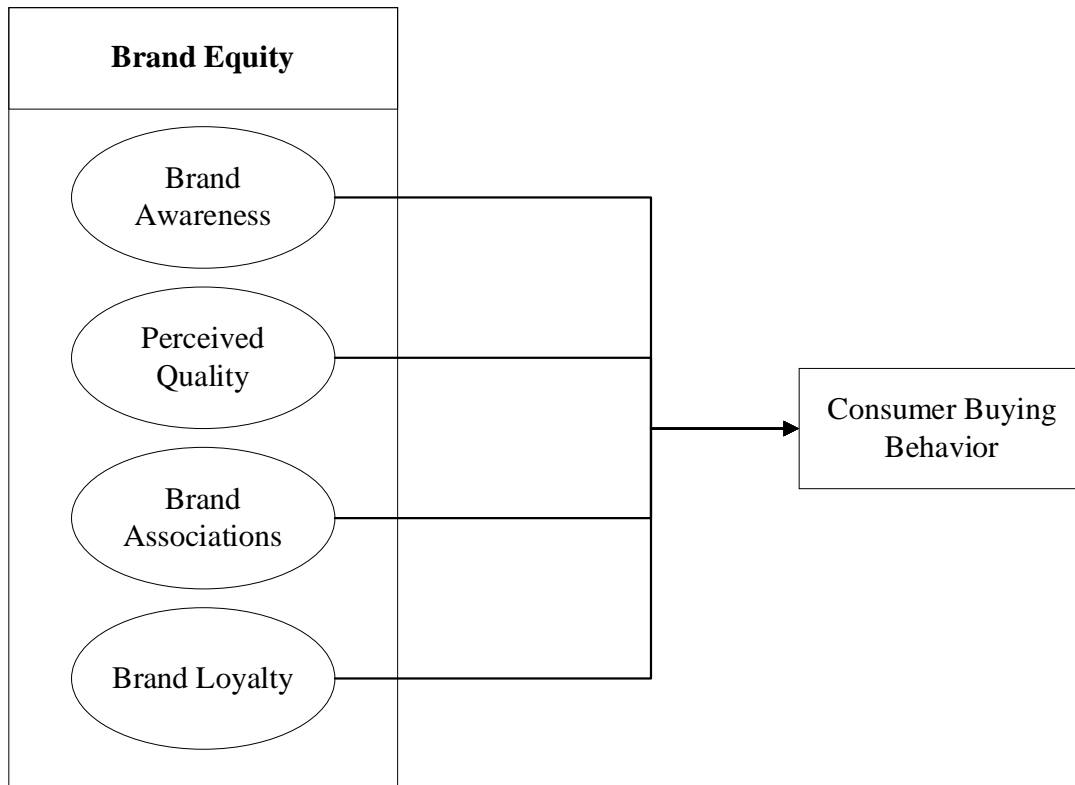 Brand Equity
Brand
Awareness
Perceived
Quality
Brand
Associations
Brand Loyalty
Consumer Buying
Behavior